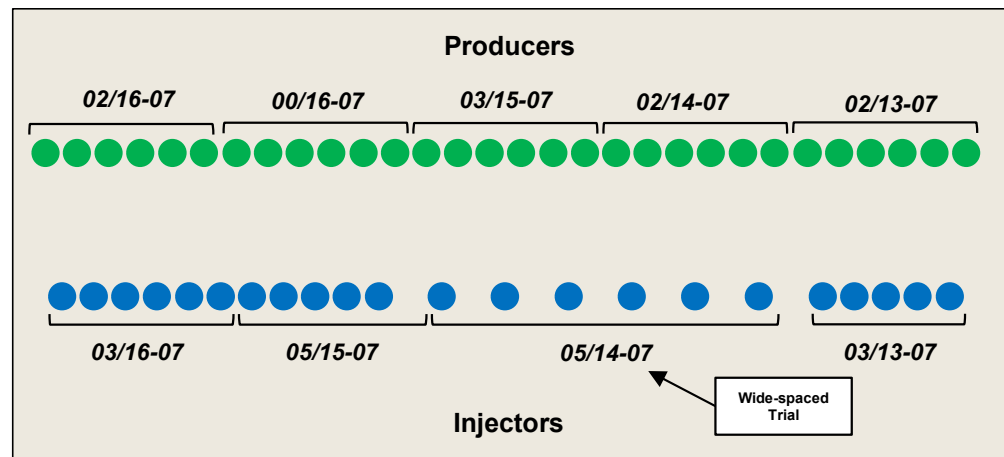 Producers
02/16-07 00/16-07 03/15-07 02/14-07 02/13-07
03/16-07 05/15-07 05/14-07 03/13-07
Wide-spaced
Trial
Injectors